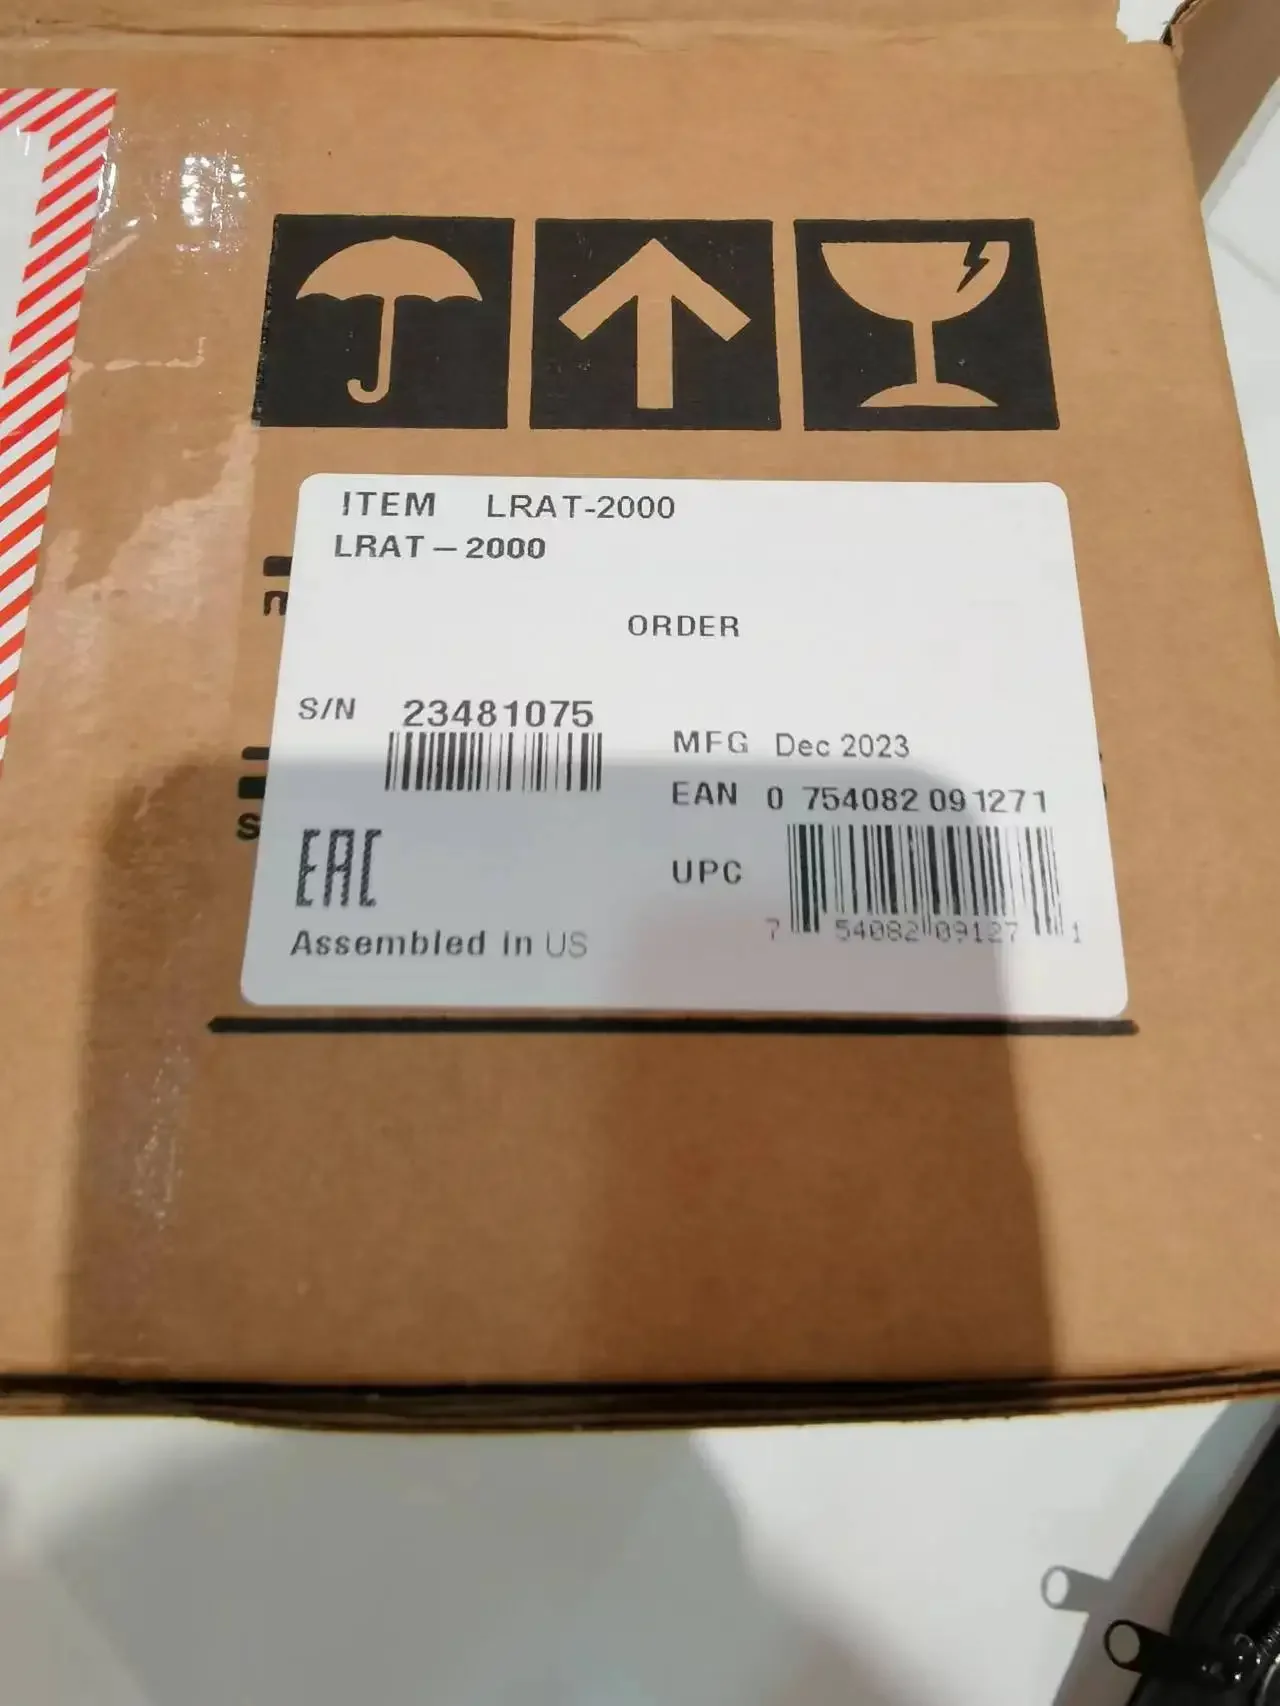 ITEM LRAT-2000
LRAT – 2000
ORDER
S/N 23481075
MFG Dec 2023
EAN 0 754082 091271
UPC
7 54082 09127 1
EAC
Assembled in US